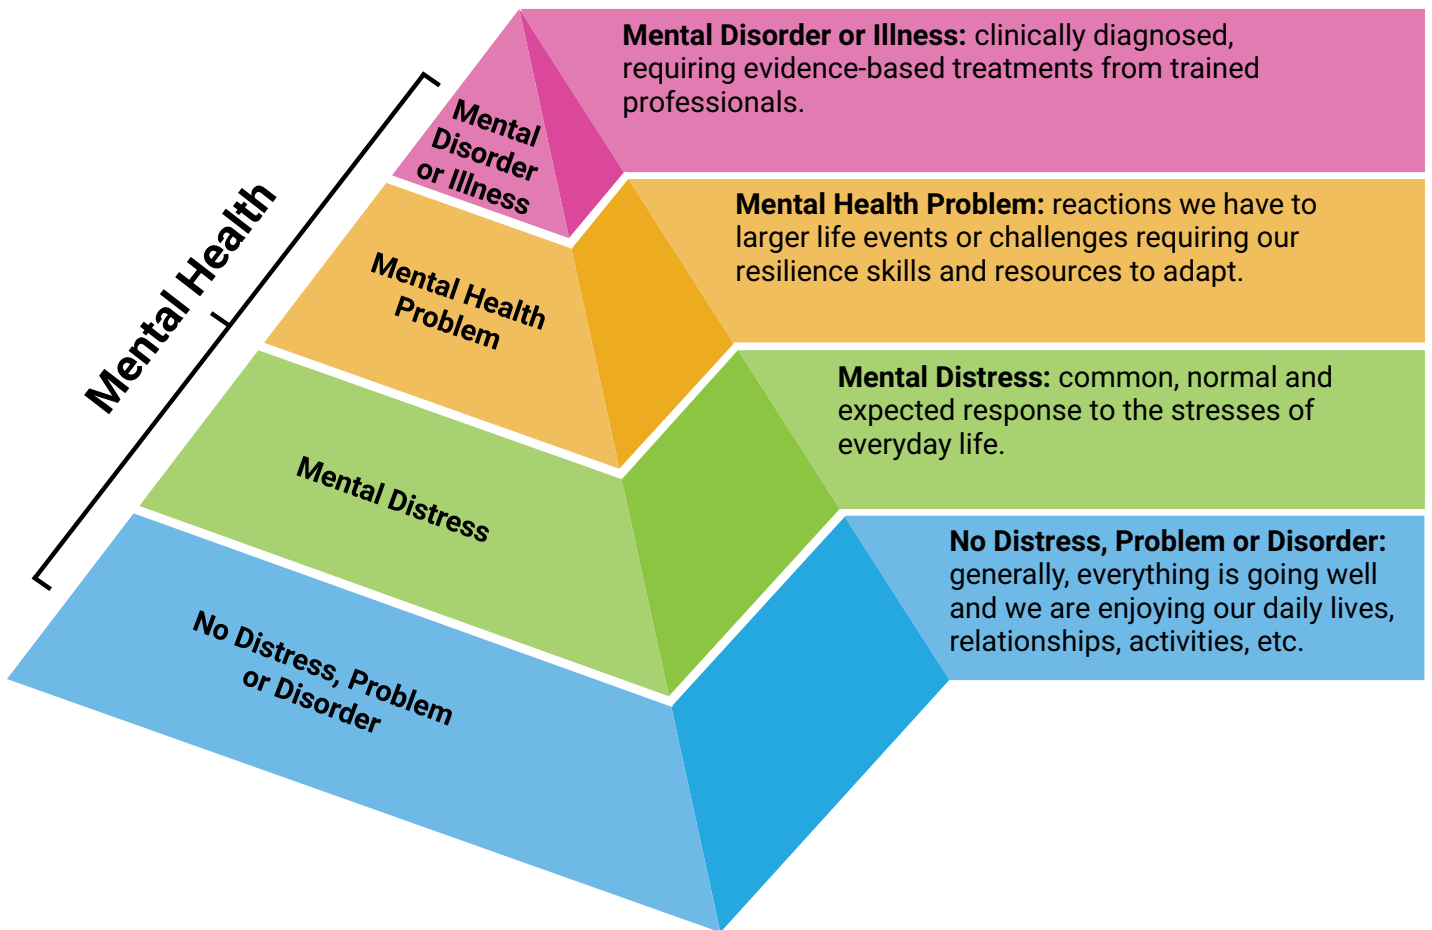 Mental Health
Mental
Disorder
or Illness
Mental Disorder or Illness: clinically diagnosed,
requiring evidence-based treatments from trained
professionals.
Mental Health
Problem
Mental Health Problem: reactions we have to
larger life events or challenges requiring our
resilience skills and resources to adapt.
Mental Distress
Mental Distress: common, normal and
expected response to the stresses of
everyday life.
No Distress, Problem
or Disorder
No Distress, Problem or Disorder:
generally, everything is going well
and we are enjoying our daily lives,
relationships, activities, etc.